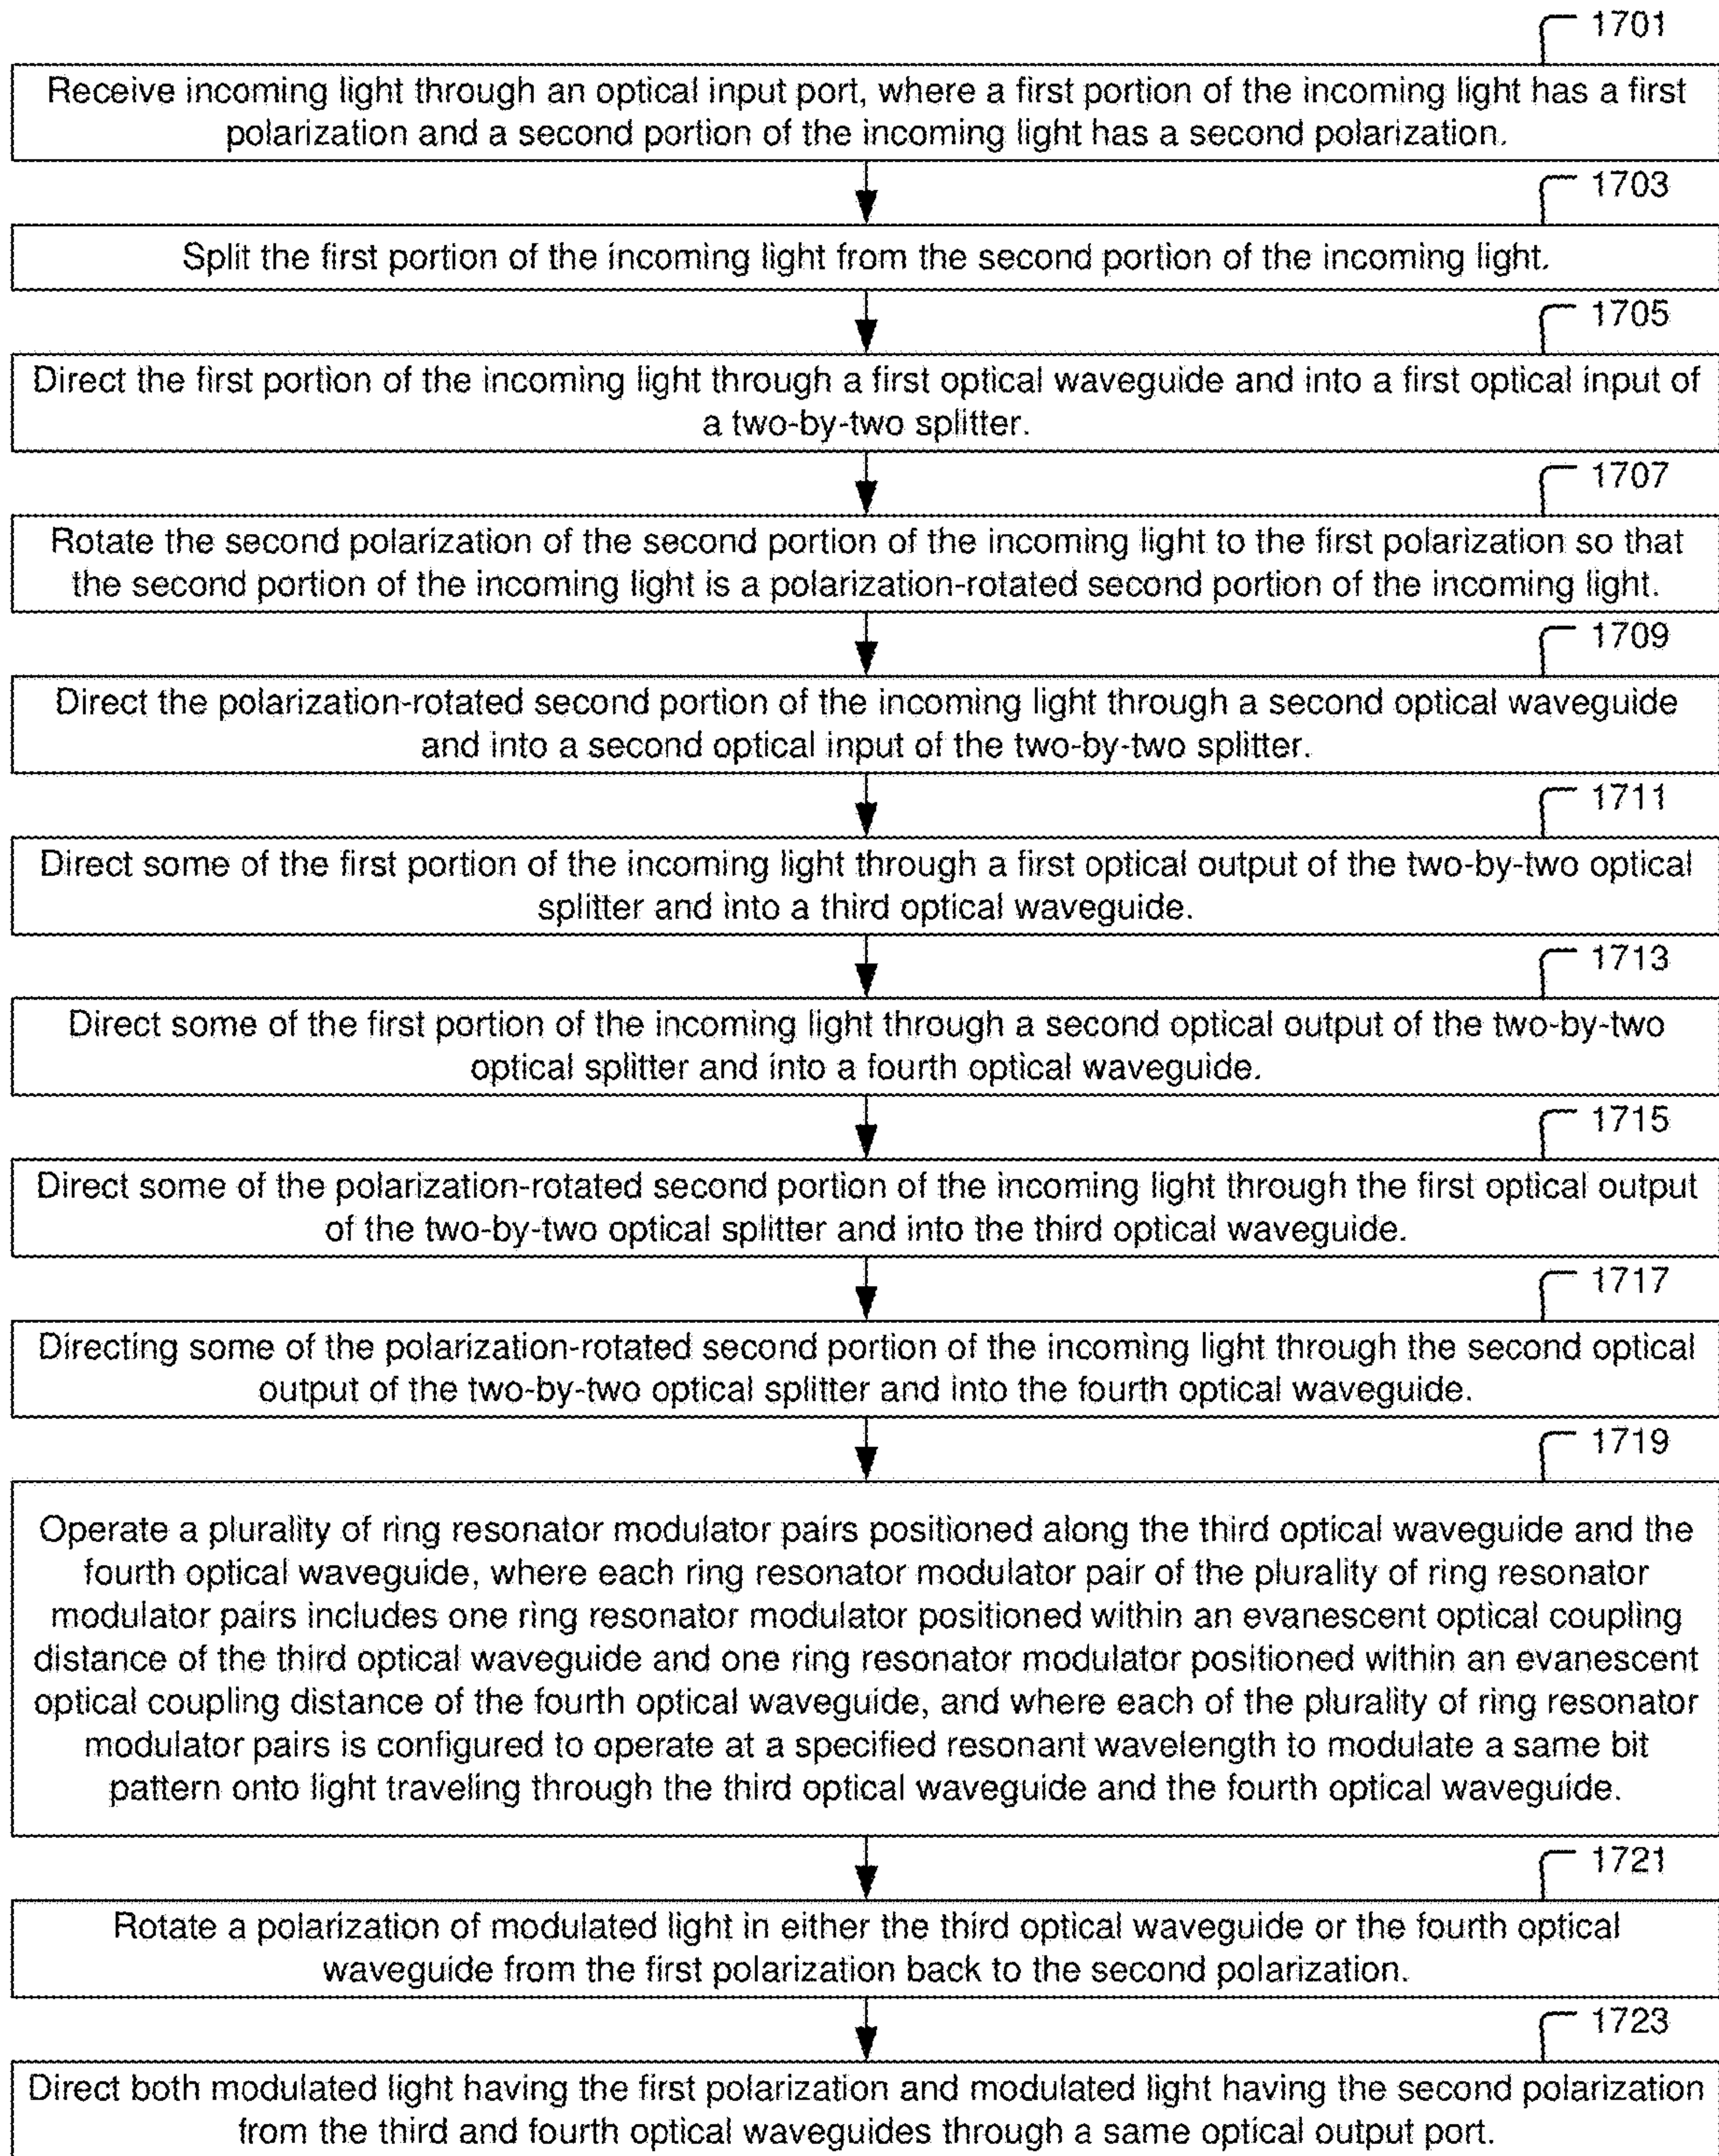 1701
Receive incoming light through an optical input port, where a first portion of the incoming light has a first
polarization and a second portion of the incoming light has a second polarization.
1703
Split the first portion of the incoming light from the second portion of the incoming light.
1705
Direct the first portion of the incoming light through a first optical waveguide and into a first optical input of
a two-by-two splitter.
1707
Rotate the second polarization of the second portion of the incoming light to the first polarization so that
the second portion of the incoming light is a polarization-rotated second portion of the incoming light.
1709
Direct the polarization-rotated second portion of the incoming light through a second optical waveguide
and into a second optical input of the two-by-two splitter.
1711
Direct some of the first portion of the incoming light through a first optical output of the two-by-two optical
splitter and into a third optical waveguide.
1713
Direct some of the first portion of the incoming light through a second optical output of the two-by-two
optical splitter and into a fourth optical waveguide.
1715
Direct some of the polarization-rotated second portion of the incoming light through the first optical output
of the two-by-two optical splitter and into the third optical waveguide.
1717
Directing some of the polarization-rotated second portion of the incoming light through the second optical
output of the two-by-two optical splitter and into the fourth optical waveguide.
1719
Operate a plurality of ring resonator modulator pairs positioned along the third optical waveguide and the
fourth optical waveguide, where each ring resonator modulator pair of the plurality of ring resonator
modulator pairs includes one ring resonator modulator positioned within an evanescent optical coupling
distance of the third optical waveguide and one ring resonator modulator positioned within an evanescent
optical coupling distance of the fourth optical waveguide, and where each of the plurality of ring resonator
modulator pairs is configured to operate at a specified resonant wavelength to modulate a same bit
pattern onto light traveling through the third optical waveguide and the fourth optical waveguide.
1721
Rotate a polarization of modulated light in either the third optical waveguide or the fourth optical
waveguide from the first polarization back to the second polarization.
1723
Direct both modulated light having the first polarization and modulated light having the second polarization
from the third and fourth optical waveguides through a same optical output port.